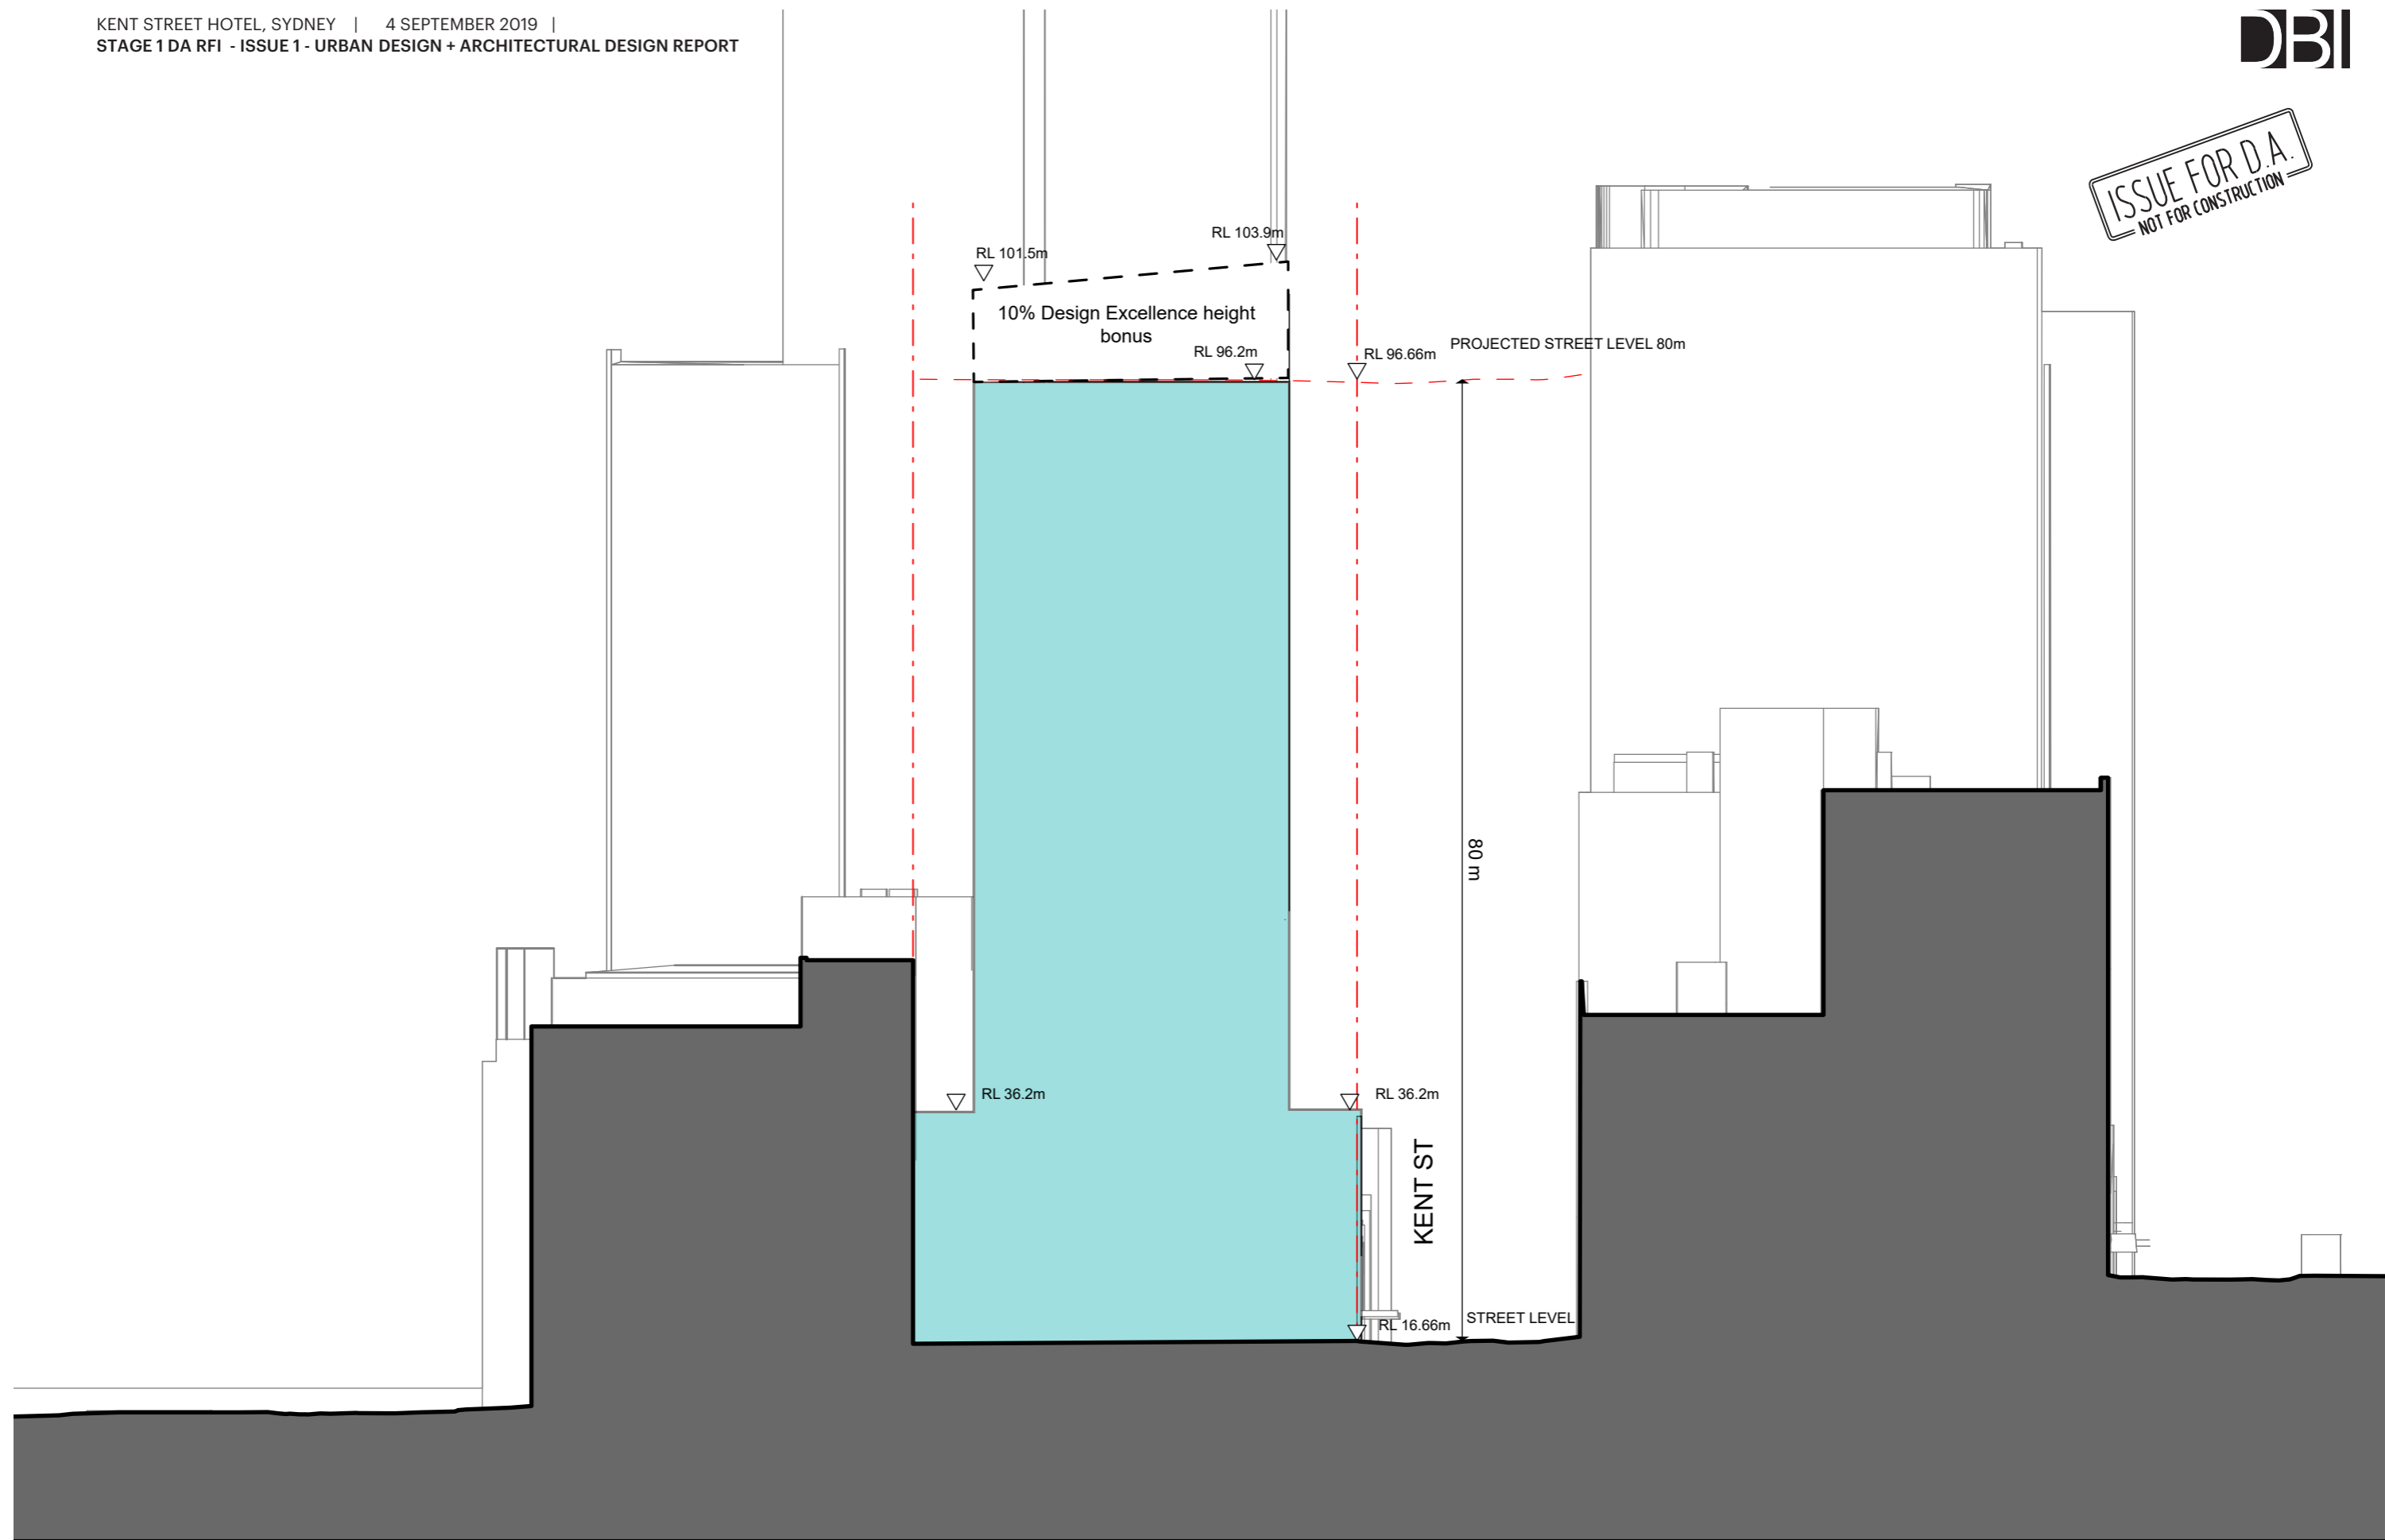 KENT STREET HOTEL, SYDNEY | 4 SEPTEMBER 2019 |
STAGE 1 DA RFI - ISSUE 1 - URBAN DESIGN + ARCHITECTURAL DESIGN REPORT
DBI
ISSUE FOR D.A.
NOT FOR CONSTRUCTION
RL 103.9m
RL 101.5m
10% Design Excellence height
bonus
RL 96.2m
RL 96.66m
PROJECTED STREET LEVEL 80m
80 m
RL 36.2m
RL 36.2m
KENT ST
RL 16.66m
STREET LEVEL